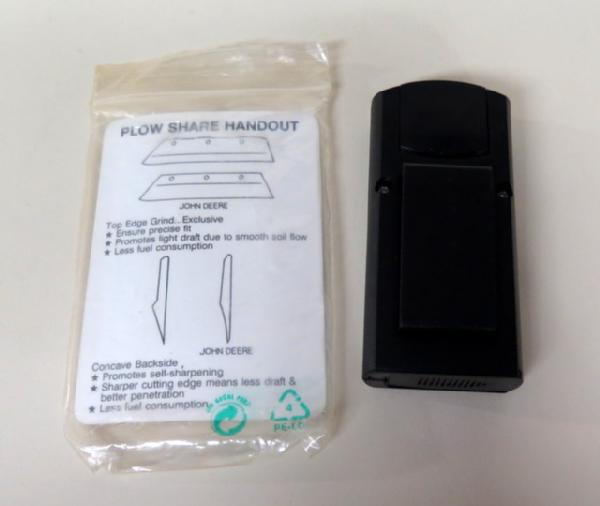 PLOW SHARE HANDOUT
JOHN DEERE
Top Edge Grind...Exclusive
★ Ensure precise fit
★ Promotes light draft due to smooth soil flow
★ Less fuel consumption
JOHN DEERE
Concave Backside,
★ Promotes self-sharpening
★ Sharper cutting edge means less draft &
better penetration
★ Less fuel consumption
4